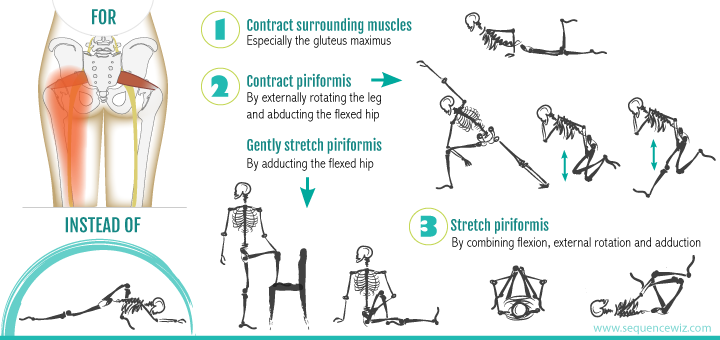 FOR
INSTEAD OF
1 Contract surrounding muscles
Especially the gluteus maximus
2 Contract piriformis
By externally rotating the leg
and abducting the flexed hip
Gently stretch piriformis
By adducting the flexed hip
3 Stretch piriformis
By combining flexion, external rotation and adduction
www.sequencewiz.com